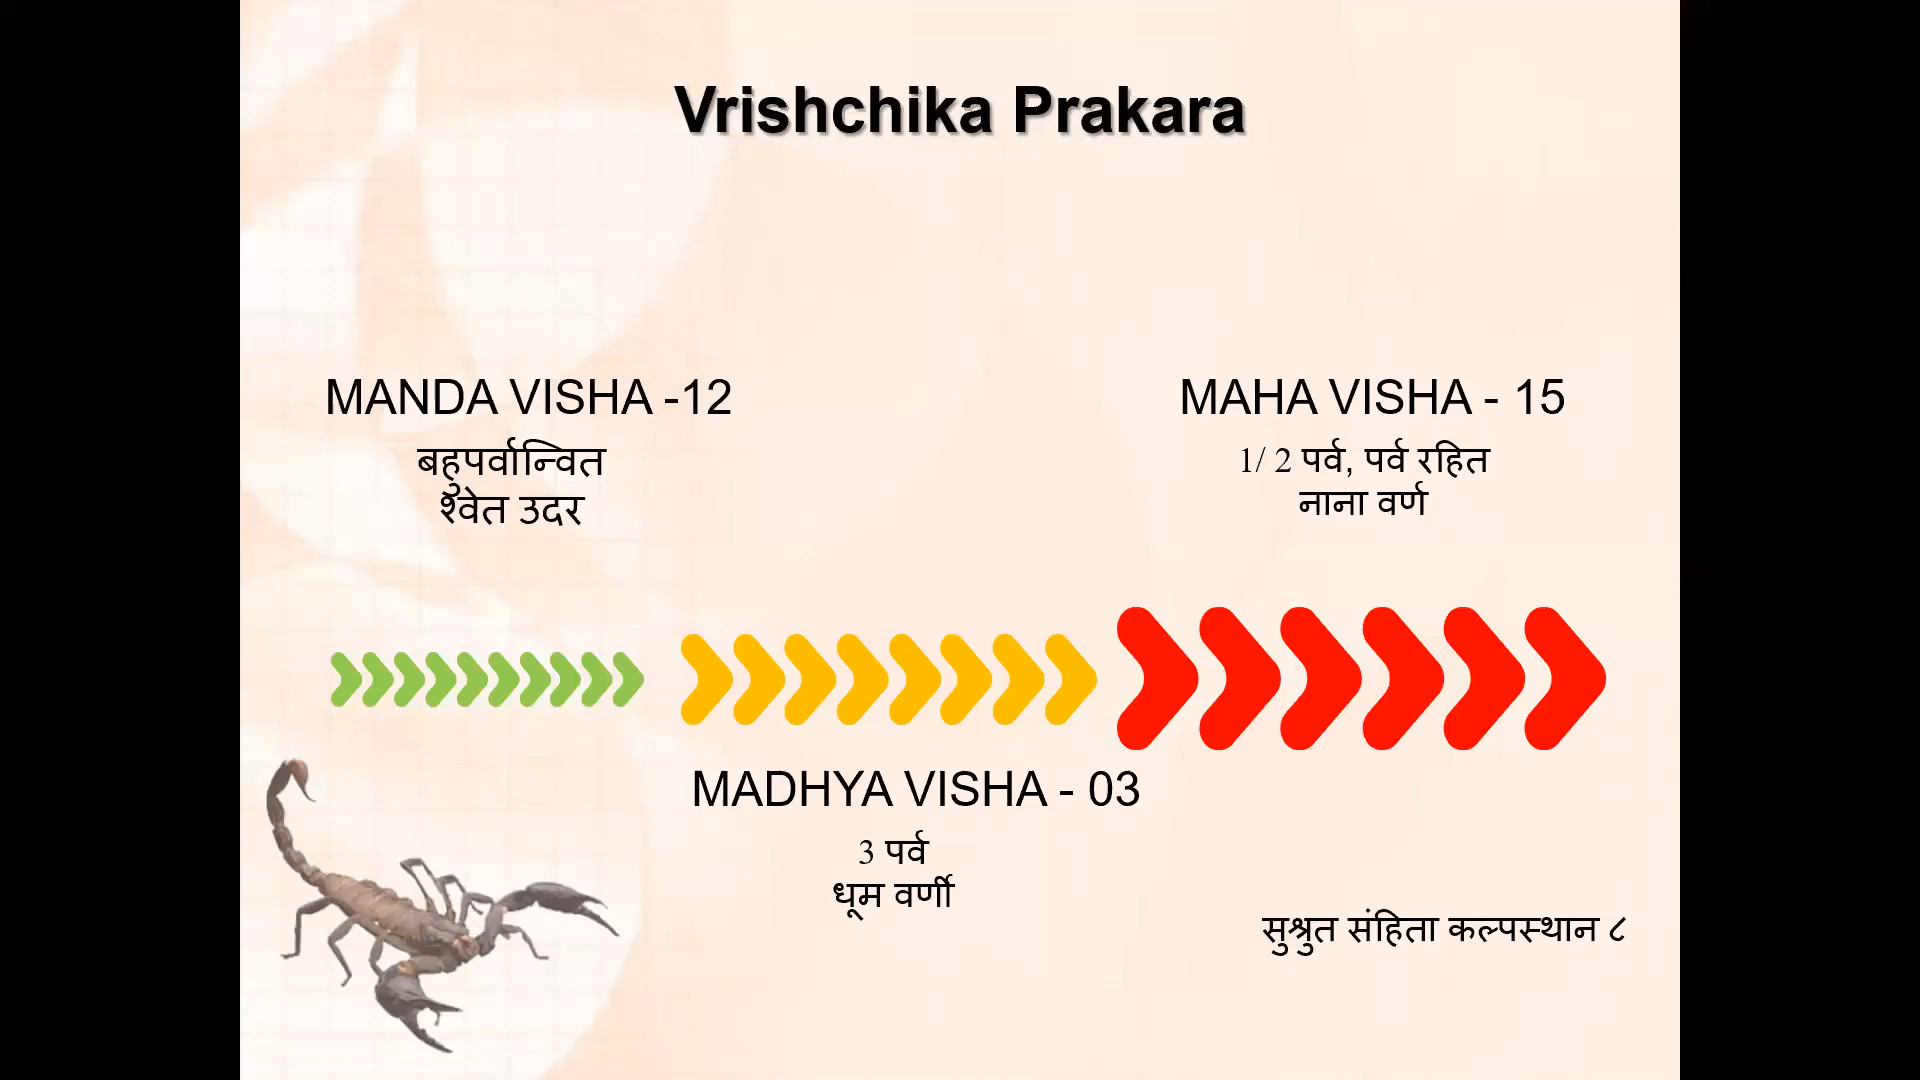 Vrishchika Prakara
MANDA VISHA -12
बहुपर्वान्वित
श्वेत उदर
MAHA VISHA - 15
1/ 2 पर्व, पर्व रहित
नाना वर्ण
MADHYA VISHA - 03
3 पर्व
धूम वर्णी
सुश्रुत संहिता कल्पस्थान ८